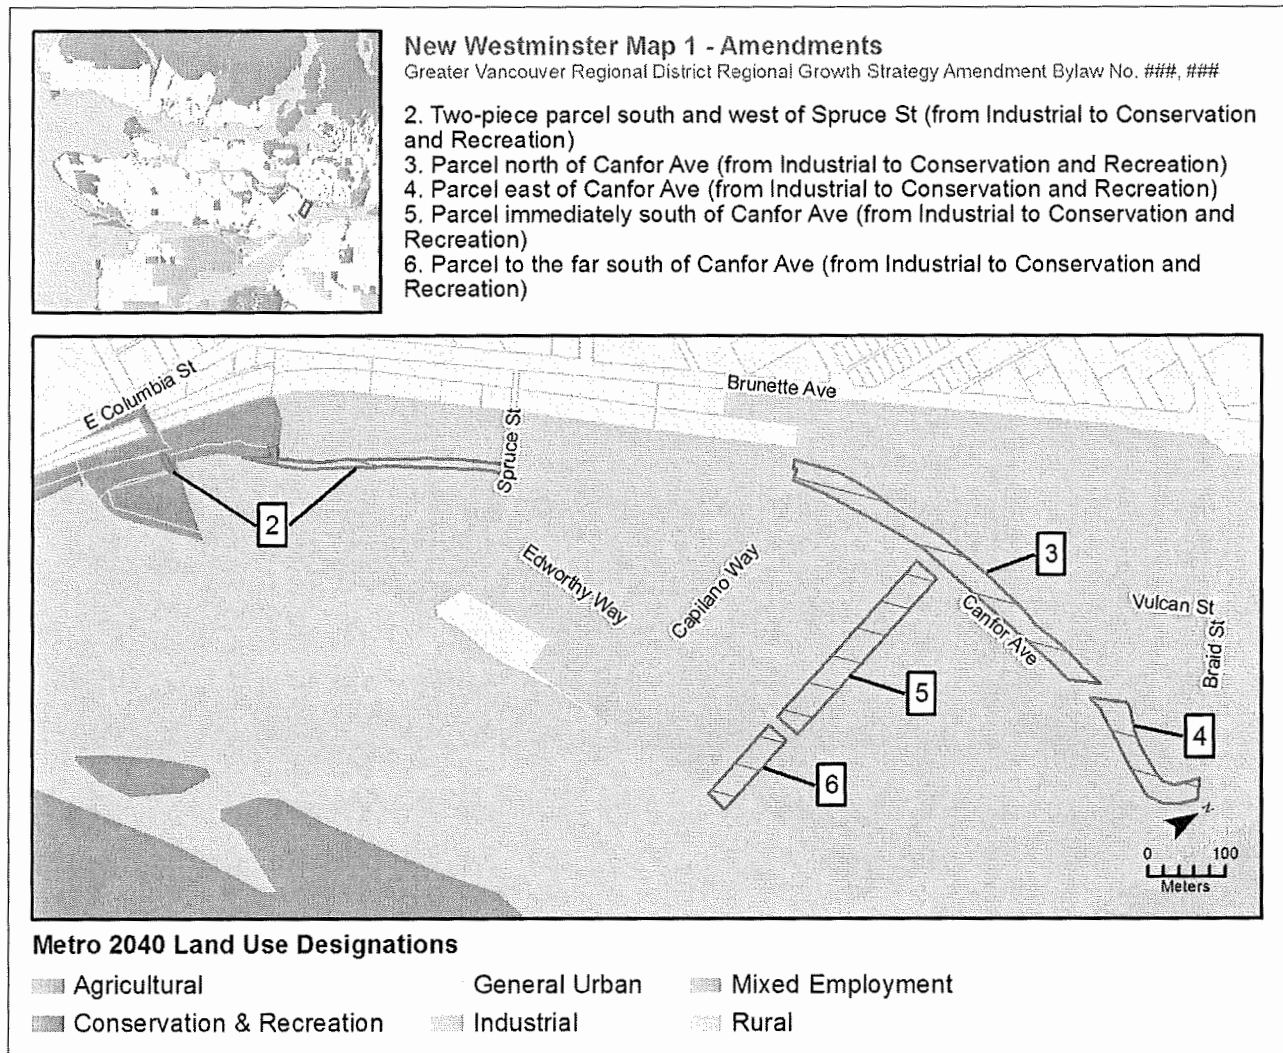 New Westminster Map 1 - Amendments
Greater Vancouver Regional District Regional Growth Strategy Amendment Bylaw No. ###, ###
2. Two-piece parcel south and west of Spruce St (from Industrial to Conservation
and Recreation)
3. Parcel north of Canfor Ave (from Industrial to Conservation and Recreation)
4. Parcel east of Canfor Ave (from Industrial to Conservation and Recreation)
5. Parcel immediately south of Canfor Ave (from Industrial to Conservation and
Recreation)
6. Parcel to the far south of Canfor Ave (from Industrial to Conservation and
Recreation)
E Columbia St
Brunette Ave
Spruce St
2
Edworthy Way
Capilano Way
3
Canfor Ave
Vulcan St
Braid St
5
4
6
z
0 100
Meters
Metro 2040 Land Use Designations
Agricultural General Urban Mixed Employment
Conservation & Recreation Industrial Rural